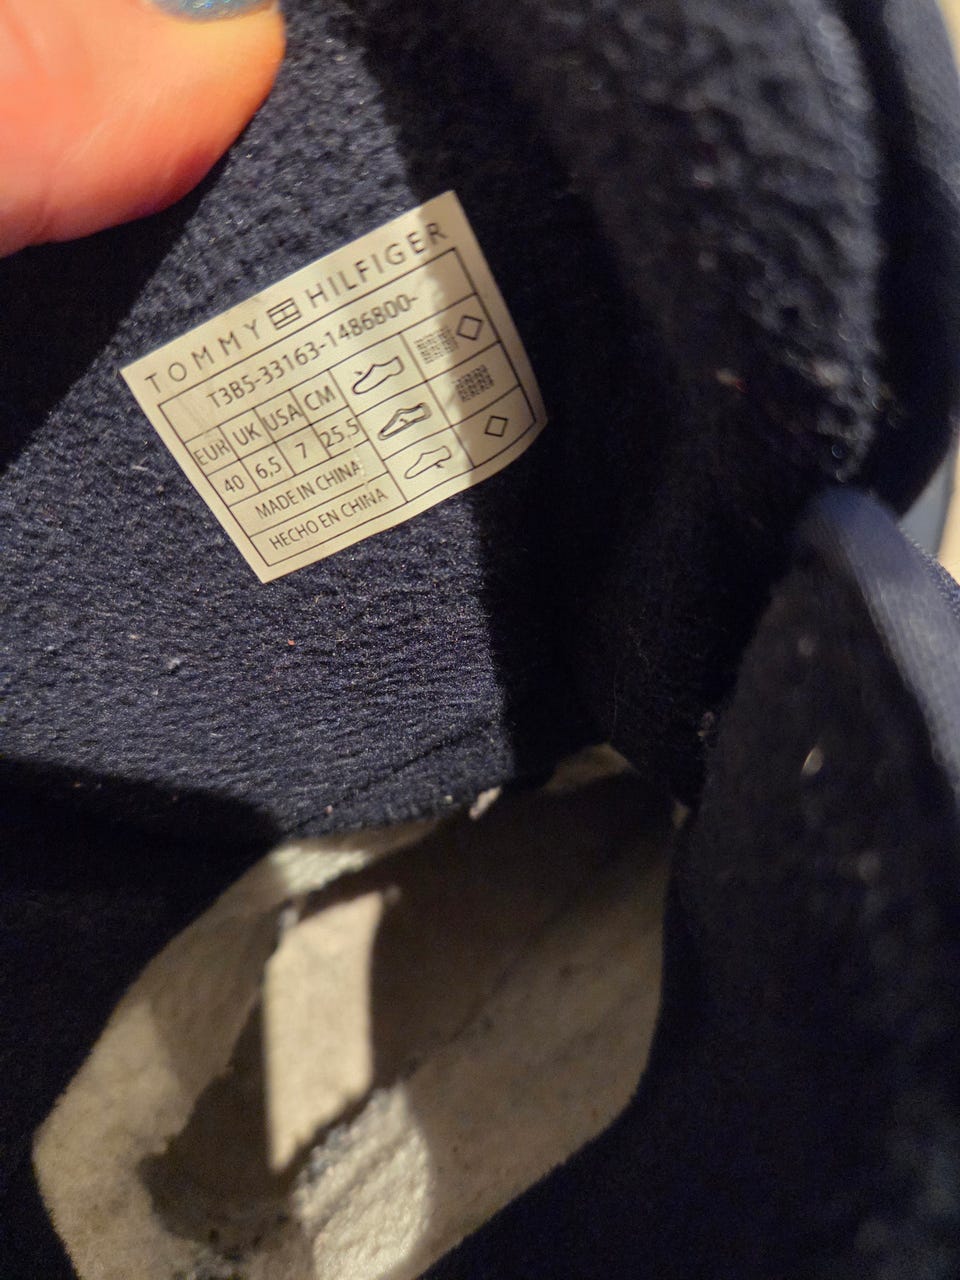 TOMMY HILFIGER
T3B5-33163-1486800-
EUR UK USA CM
40 6,5 7 25.5
MADE IN CHINA
HECHO EN CHINA